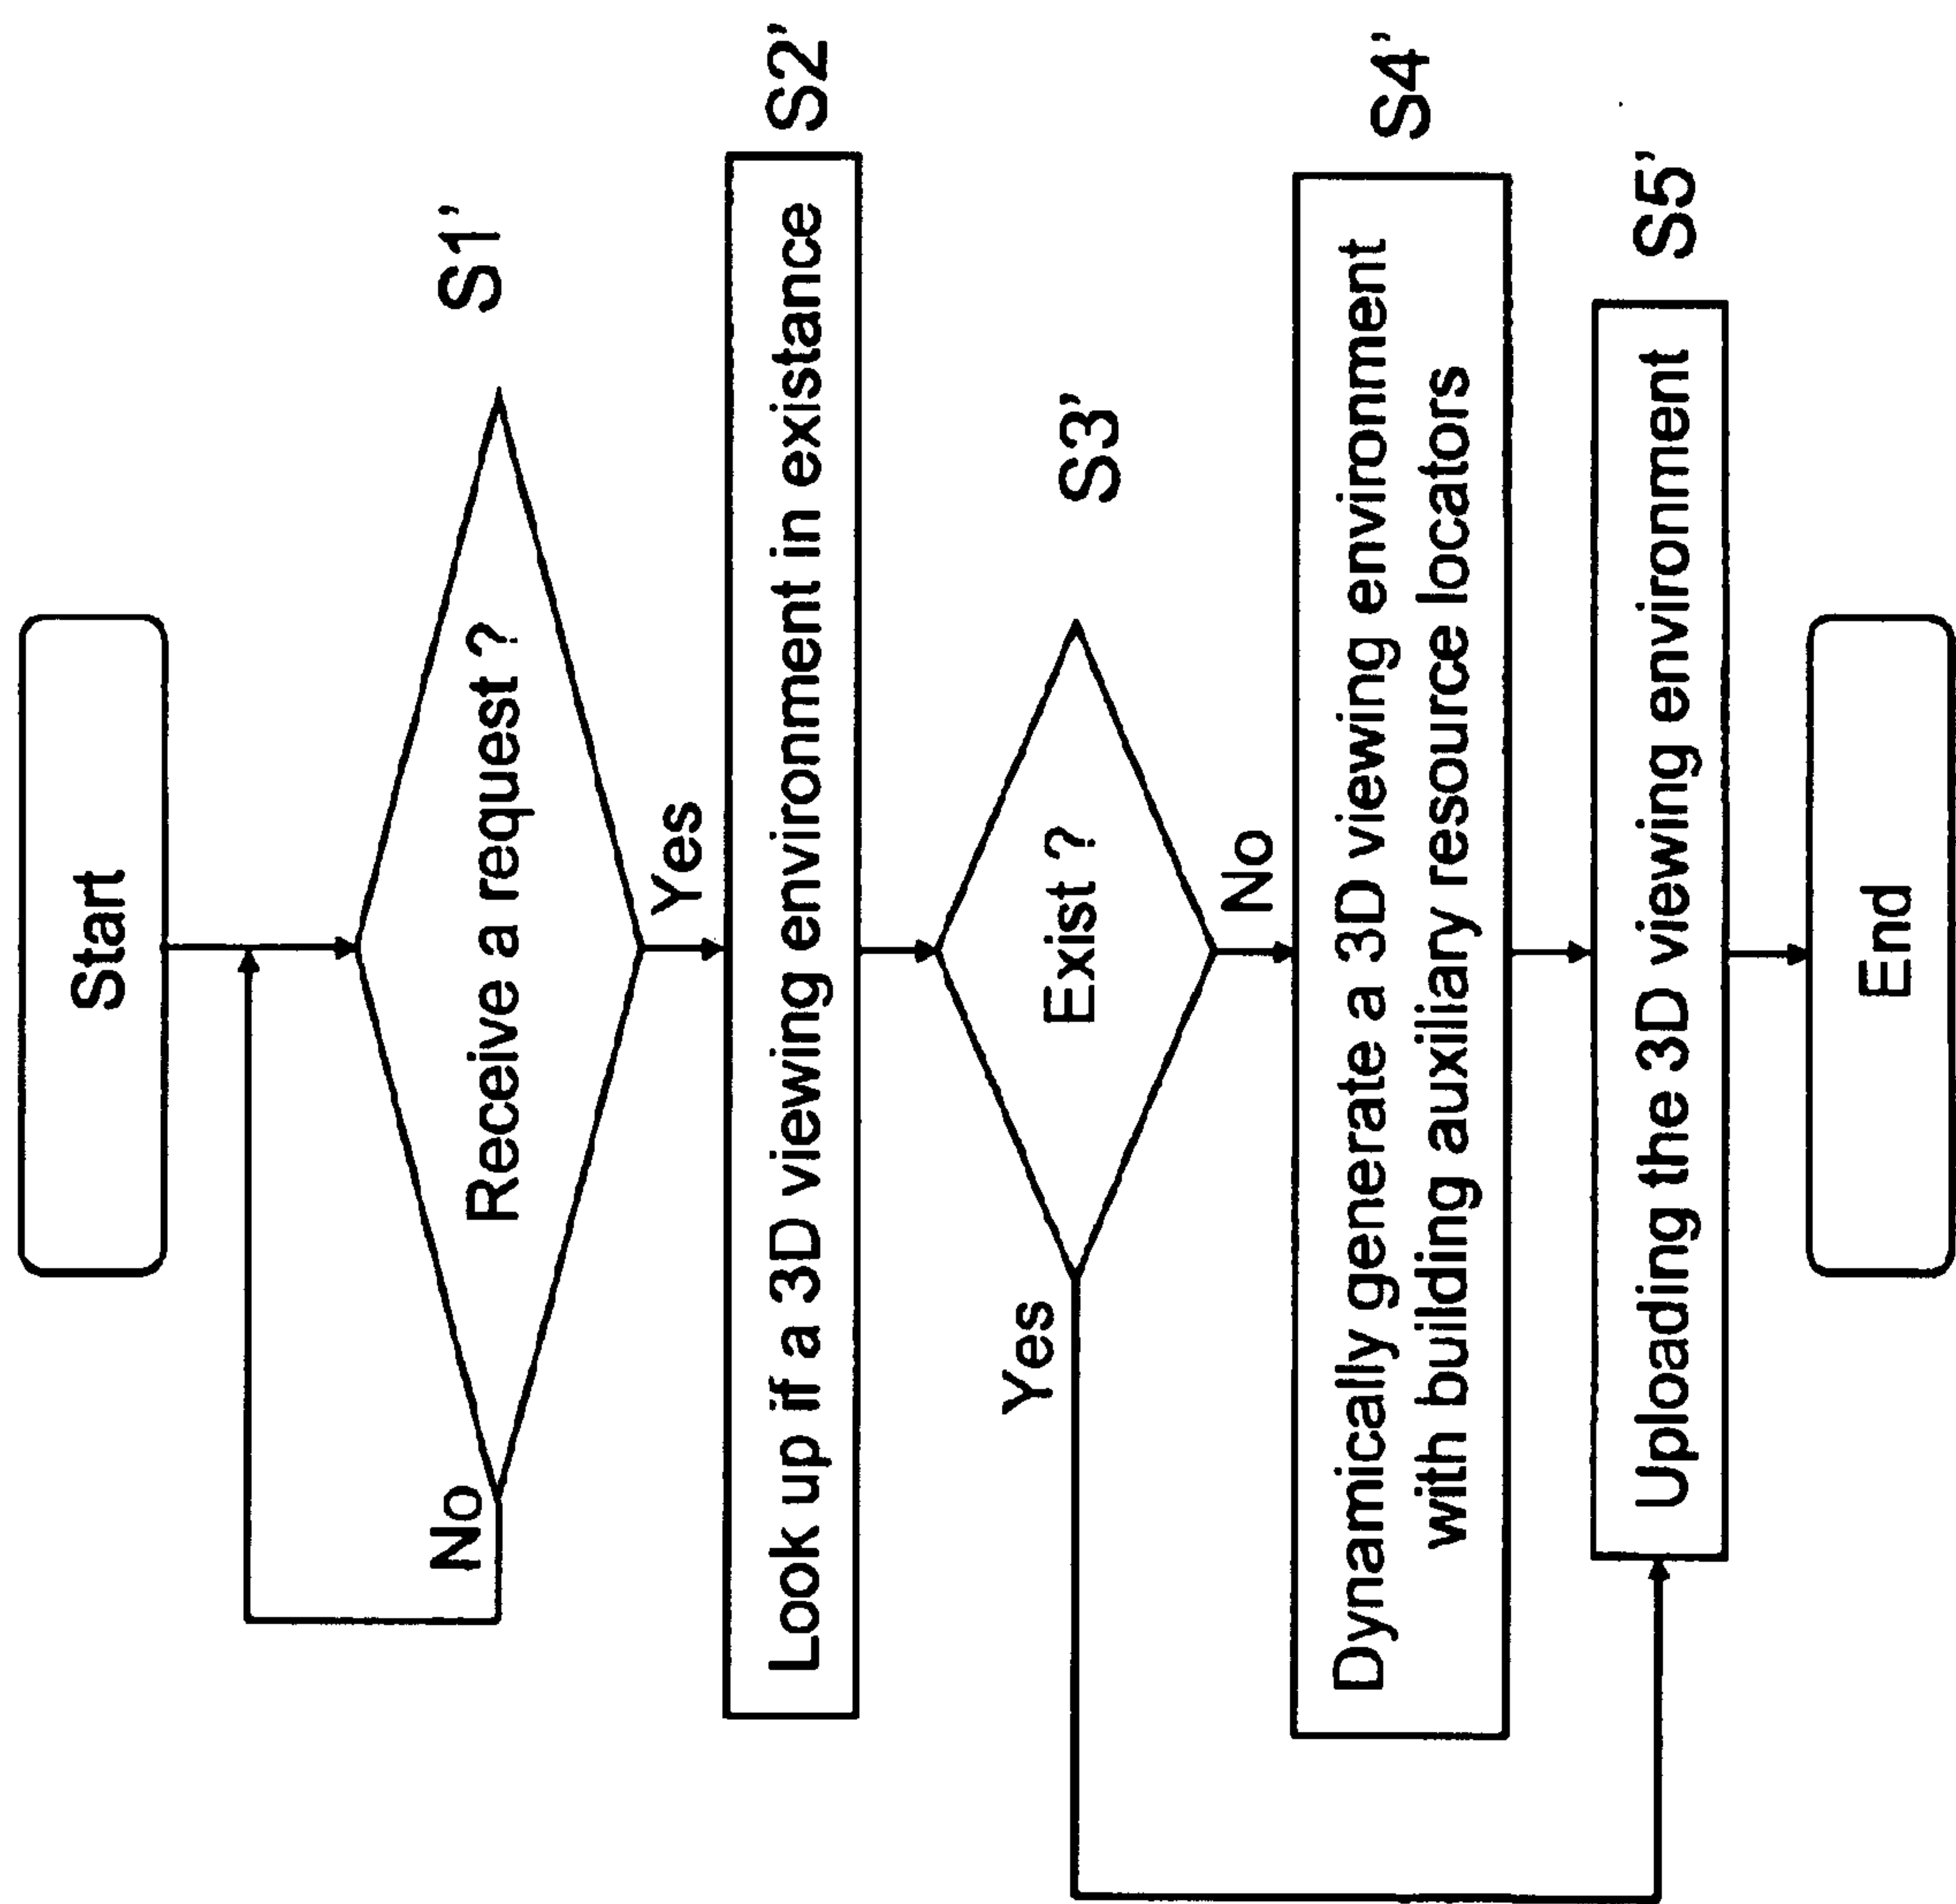 Start
Receive a request ?
S1'
No
Yes
Look up if a 3D viewing environment in existance
S2'
Exist ?
S3'
Yes
No
Dynamically generate a 3D viewing environment
with building auxiliary resource locators
S4'
Uploading the 3D viewing environment
S5'
End